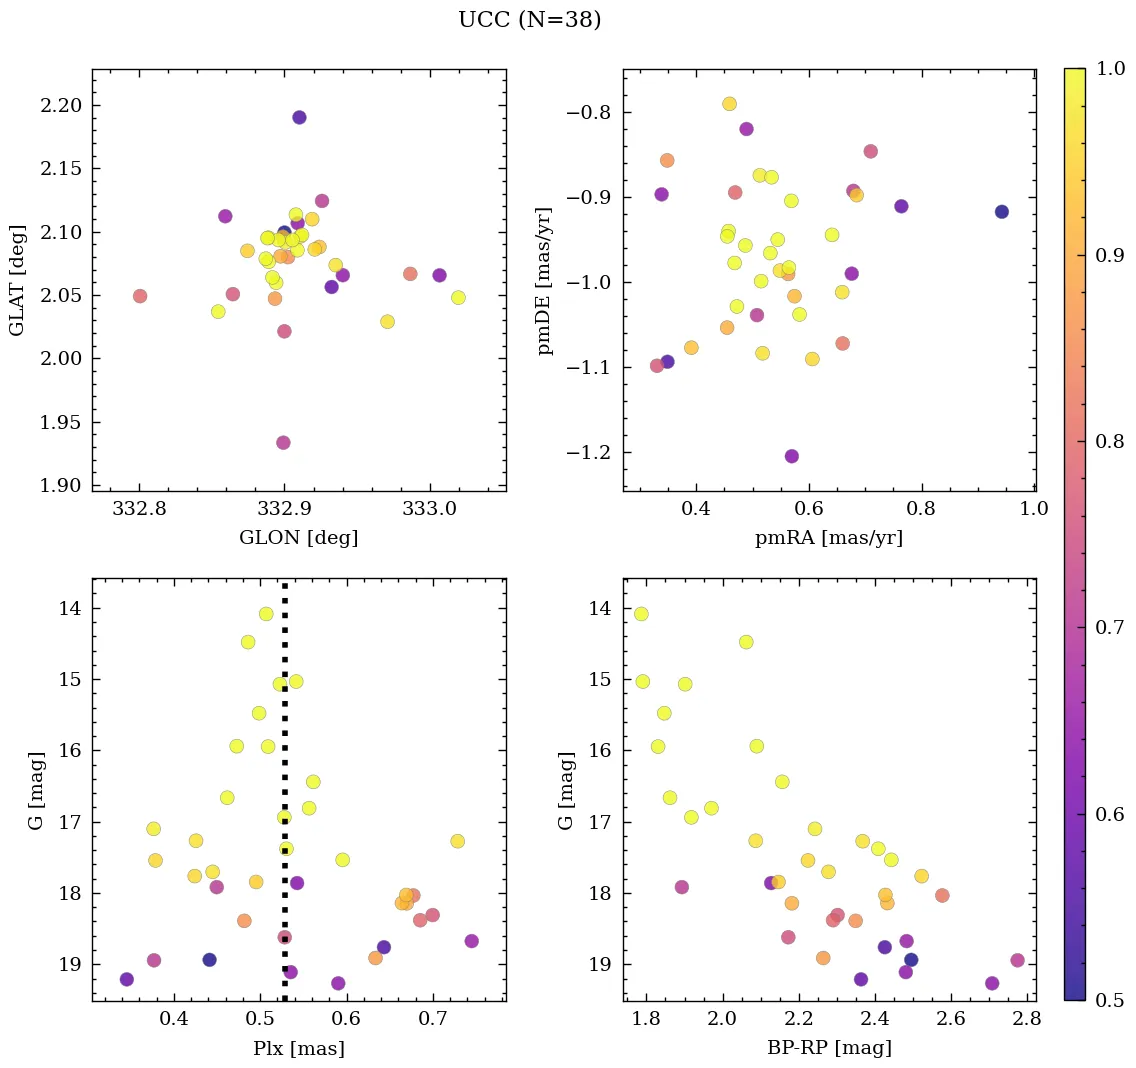 UCC (N=38)
2.20
2.15
2.10
2.05
2.00
1.95
1.90
GLAT [deg]
332.8 332.9 333.0
GLON [deg]
−0.8
−0.9
−1.0
−1.1
−1.2
pmDE [mas/yr]
0.4 0.6 0.8 1.0
pmRA [mas/yr]
14
15
16
17
18
19
G [mag]
0.4 0.5 0.6 0.7
Plx [mas]
14
15
16
17
18
19
G [mag]
1.8 2.0 2.2 2.4 2.6 2.8
BP-RP [mag]
1.0
0.9
0.8
0.7
0.6
0.5